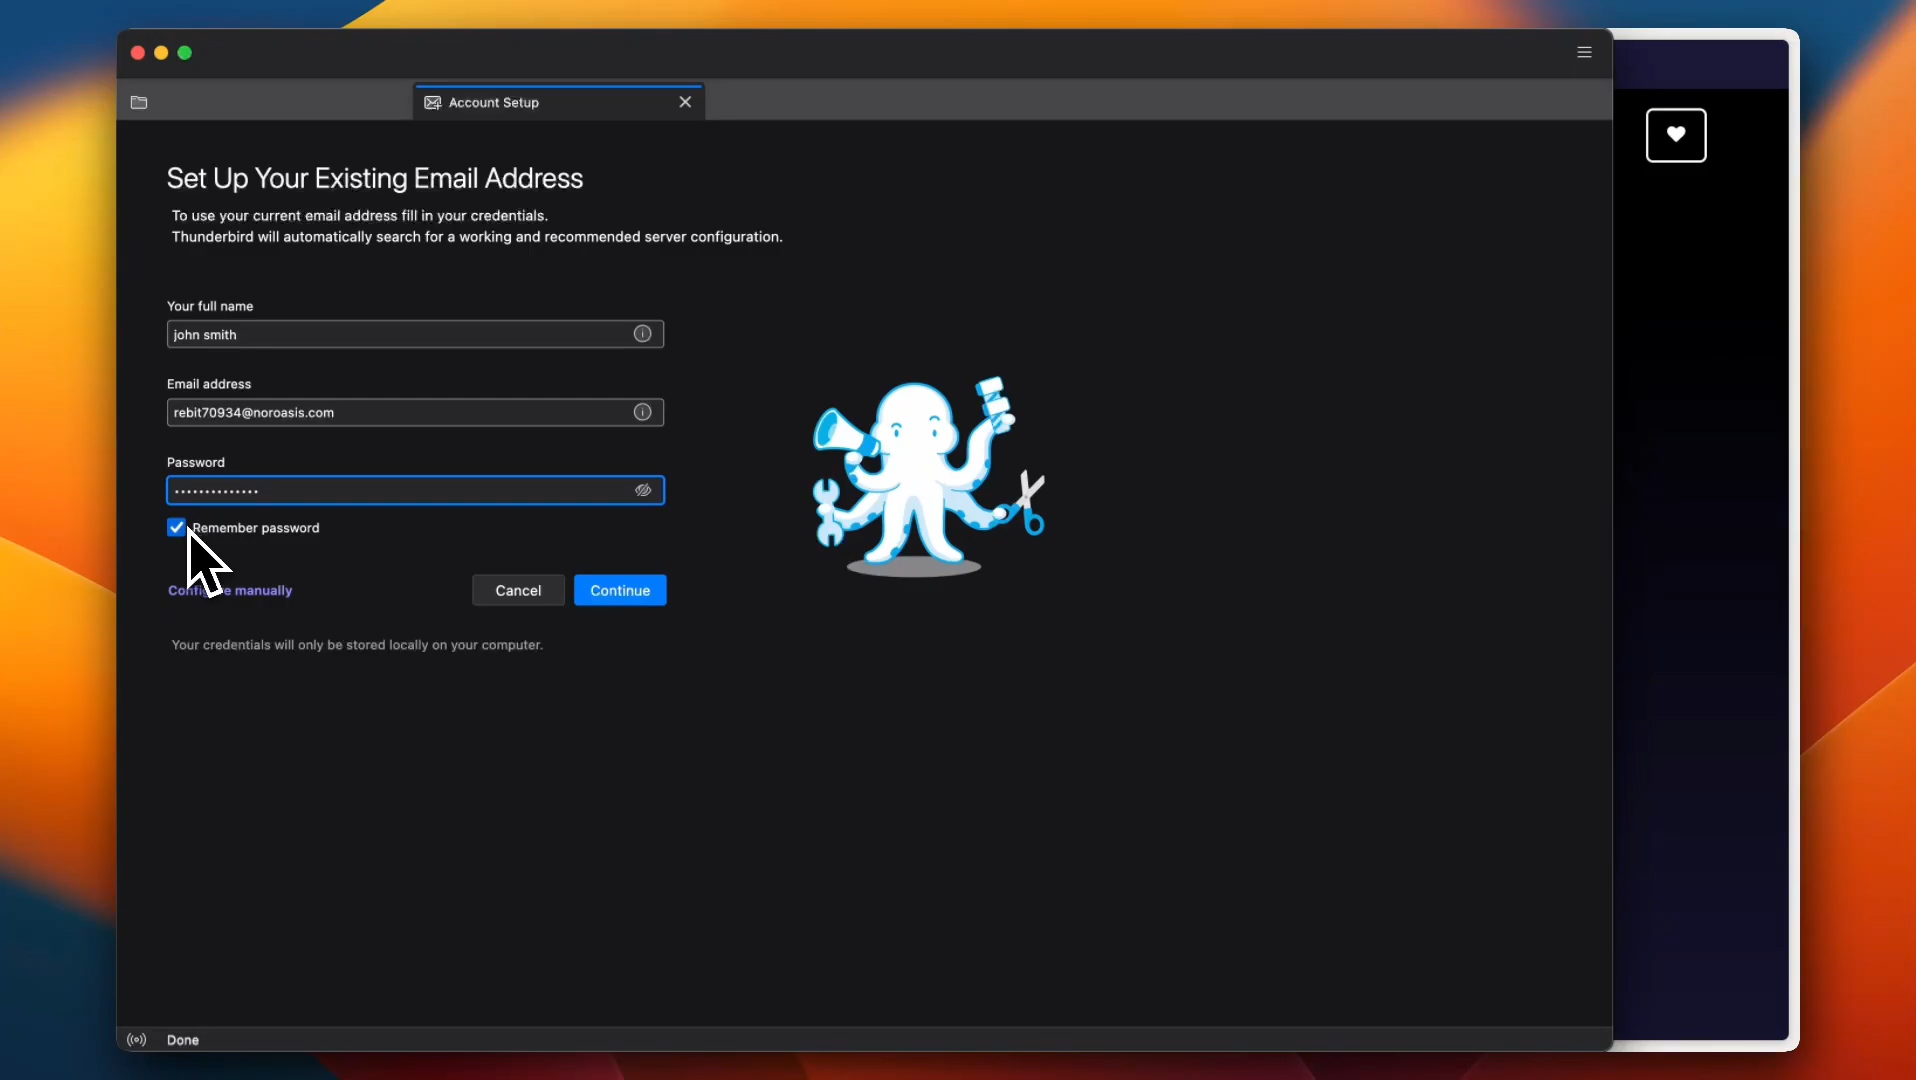 Account Setup
Set Up Your Existing Email Address
To use your current email address fill in your credentials.
Thunderbird will automatically search for a working and recommended server configuration.
Your full name
john smith
Email address
rebit70934@noroasis.com
Password
Remember password
manually
Cancel
Continue
Your credentials will only be stored locally on your computer.
Done